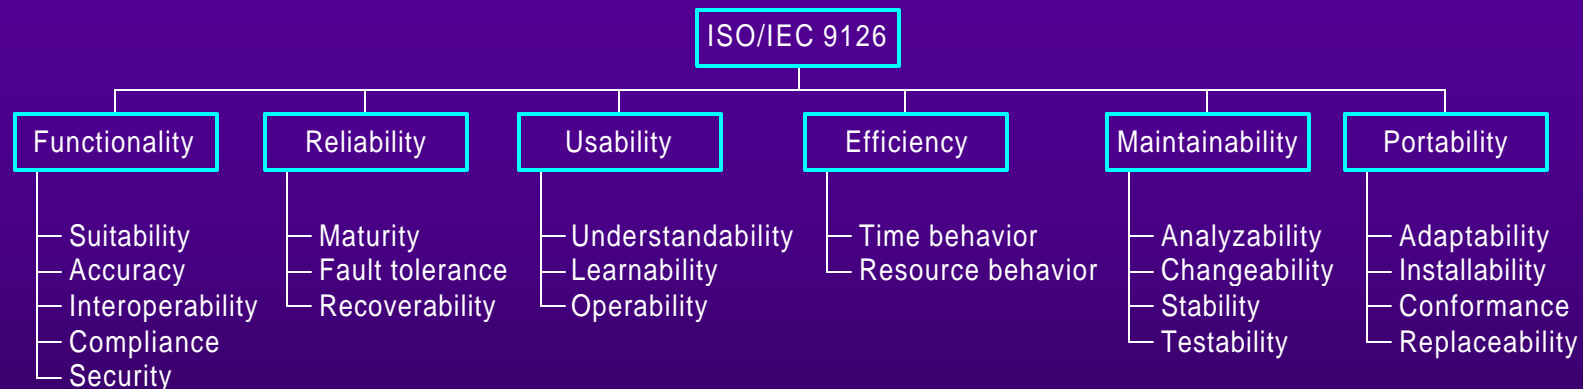 ISO/IEC 9126
Functionality
Suitability
Accuracy
Interoperability
Compliance
Security
Reliability
Maturity
Fault tolerance
Recoverability
Usability
Understandability
Learnability
Operability
Efficiency
Time behavior
Resource behavior
Maintainability
Analyzability
Changeability
Stability
Testability
Portability
Adaptability
Installability
Conformance
Replaceability